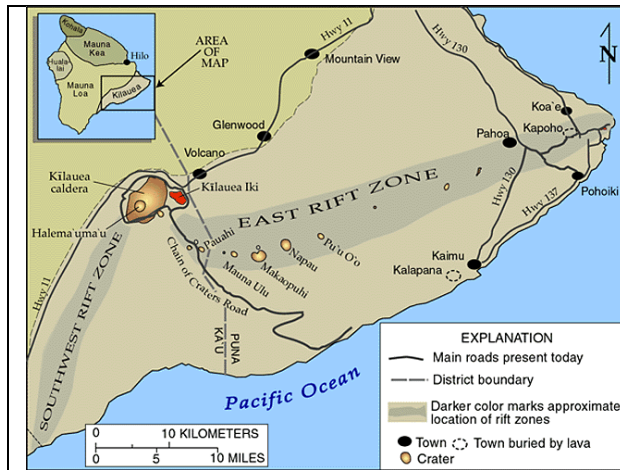 Kohala
Mauna
Kea
Huala-
lai
Hilo
Mauna
Loa
Kilauea
AREA
OF
MAP
Hwy 11
Mountain View
Hwy 130
N
Glenwood
Koa`e
Kapoho
Pahoa
Volcano
Kīlauea
caldera
Kīlauea Iki
Pohoiki
Halema`uma`u
EAST RIFT ZONE
Hwy 130
Hwy 137
Pauahi
Mauna Ulu
Makaopuhi
Napau
Pu`u O`o
Kaimu
Kalapana
Chain of Craters Road
Hwy 11
SOUTHWEST RIFT ZONE
KA`U
PUNA
Pacific Ocean
0 10 KILOMETERS
0 5 10 MILES
EXPLANATION
Main roads present today
District boundary
Darker color marks approximate
location of rift zones
Town
Town buried by lava
Crater